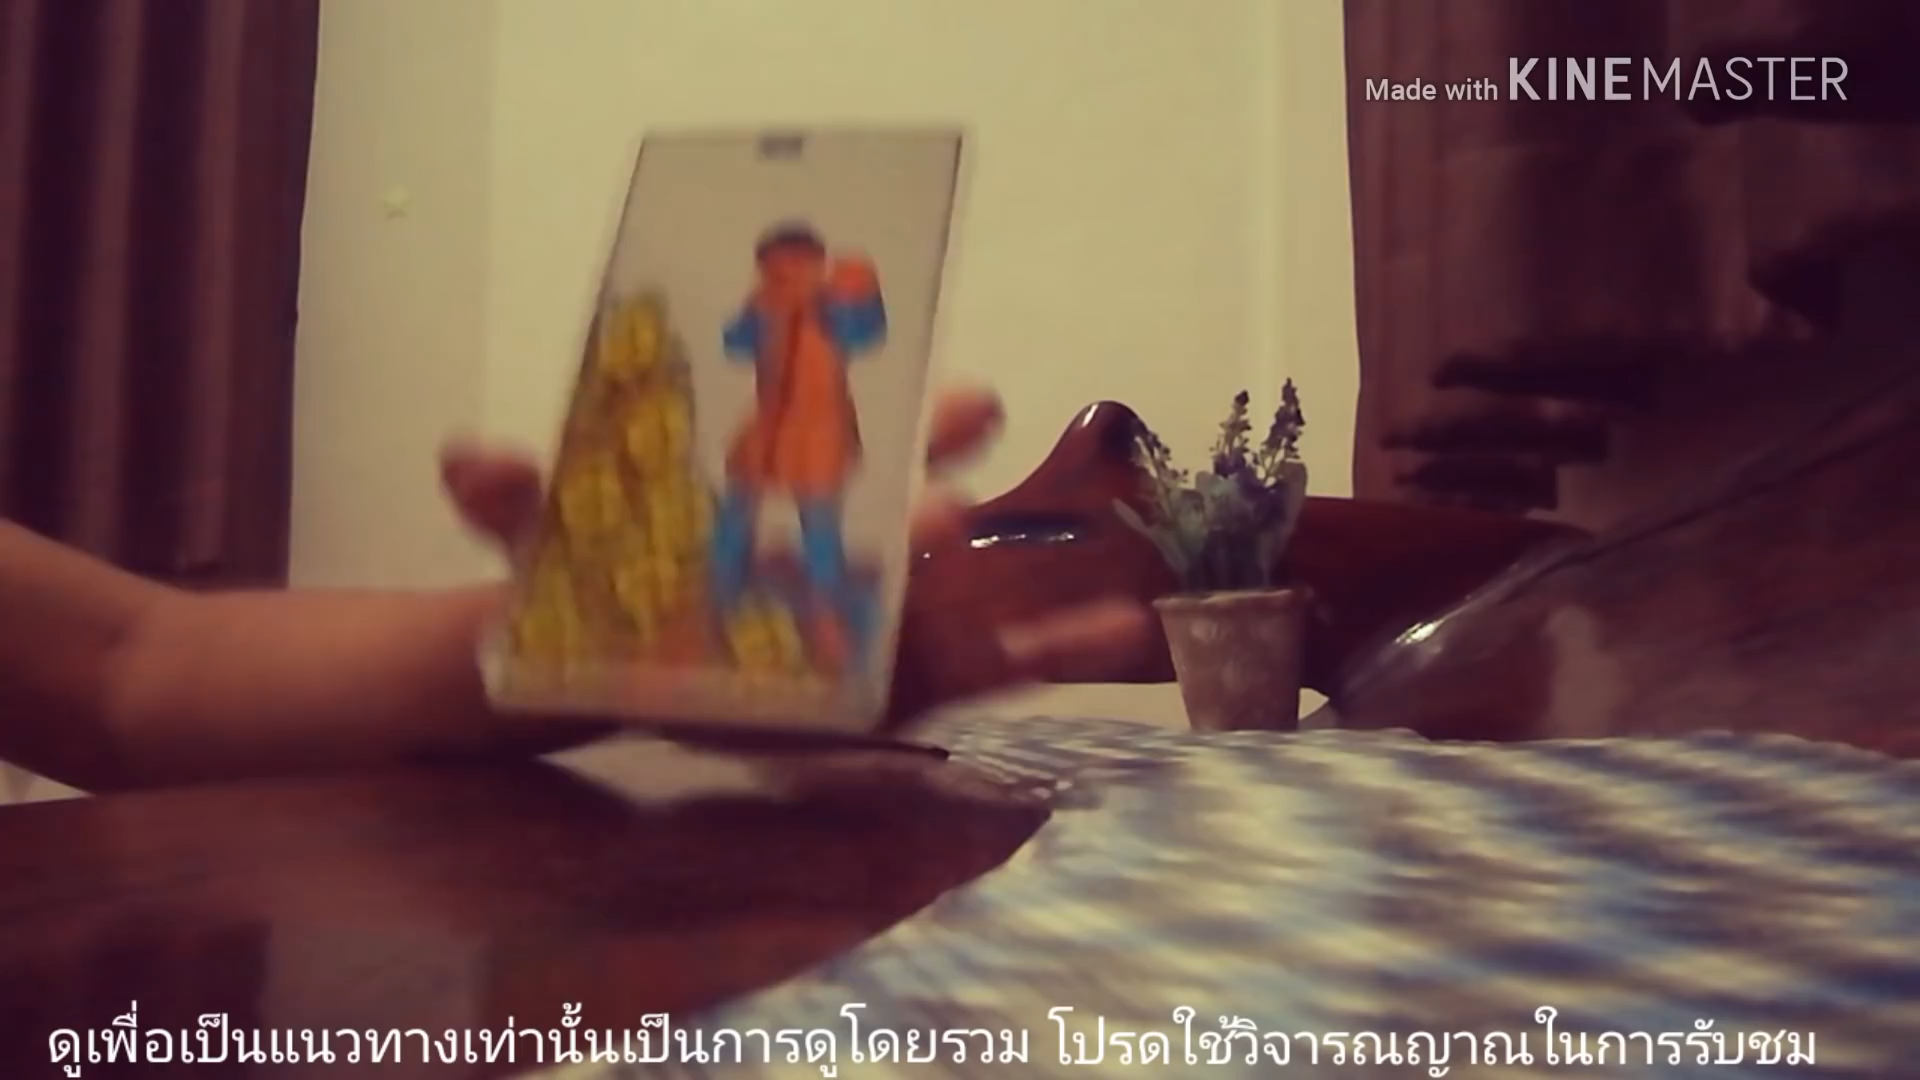 Made with KINEMASTER
ดูเพื่อเป็นแนวทางเท่านั้นเป็นการดูโดยรวม โปรดใช้วิจารณญาณในการรับชม